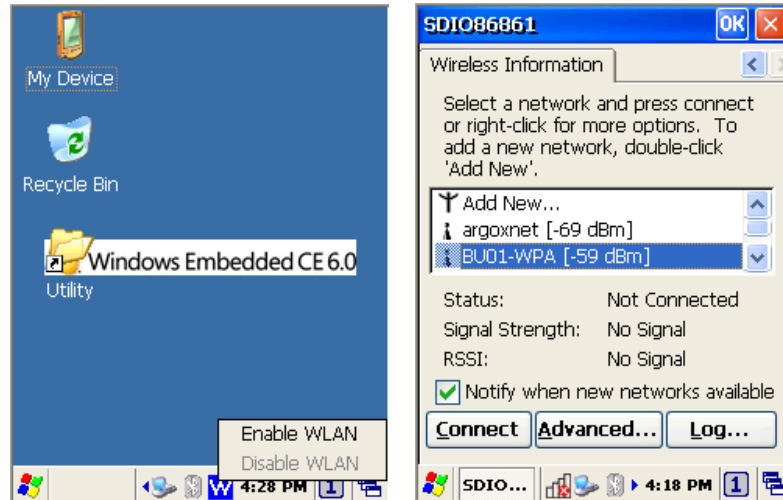 My Device
Recycle Bin
Windows Embedded CE 6.0
Utility
Enable WLAN
Disable WLAN
W 4:28 PM 1
SDIO86861 OK
Wireless Information
Select a network and press connect
or right-click for more options. To
add a new network, double-click
'Add New'.
Add New...
argoxnet [-69 dBm]
BU01-WPA [-59 dBm]
Status: Not Connected
Signal Strength: No Signal
RSSI: No Signal
Notify when new networks available
Connect Advanced... Log...
SDIO... 4:18 PM 1